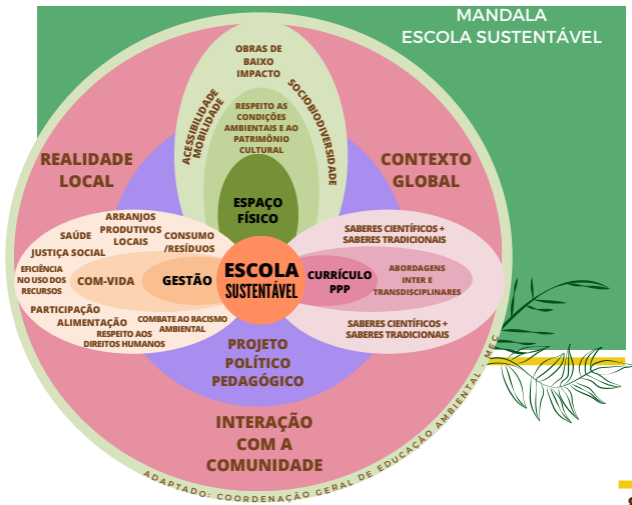 MANDALA
ESCOLA SUSTENTÁVEL
OBRAS DE
BAIXO
IMPACTO
ACESSIBILIDADE
MOBILIDADE
SOCIOBIODIVERSIDADE
RESPEITO AS
CONDIÇÕES
AMBIENTAIS E AO
PATRIMÔNIO
CULTURAL
ESPAÇO
FÍSICO
REALIDADE
LOCAL
CONTEXTO
GLOBAL
ARRANJOS
PRODUTIVOS
LOCAIS
SAÚDE
CONSUMO
/RESÍDUOS
JUSTIÇA SOCIAL
EFICIÊNCIA
NO USO DOS
RECURSOS
COM-VIDA
GESTÃO
PARTICIPAÇÃO
ALIMENTAÇÃO
COMBATE AO RACISMO
AMBIENTAL
RESPEITO AOS
DIREITOS HUMANOS
ESCOLA
SUSTENTÁVEL
SABERES CIENTÍFICOS +
SABERES TRADICIONAIS
CURRÍCULO
PPP
ABORDAGENS
INTER E
TRANSDISCIPLINARES
SABERES CIENTÍFICOS +
SABERES TRADICIONAIS
PROJETO
POLÍTICO
PEDAGÓGICO
INTERAÇÃO
COM A
COMUNIDADE
ADAPTADO: COORDENAÇÃO GERAL DE EDUCAÇÃO AMBIENTAL - MEC